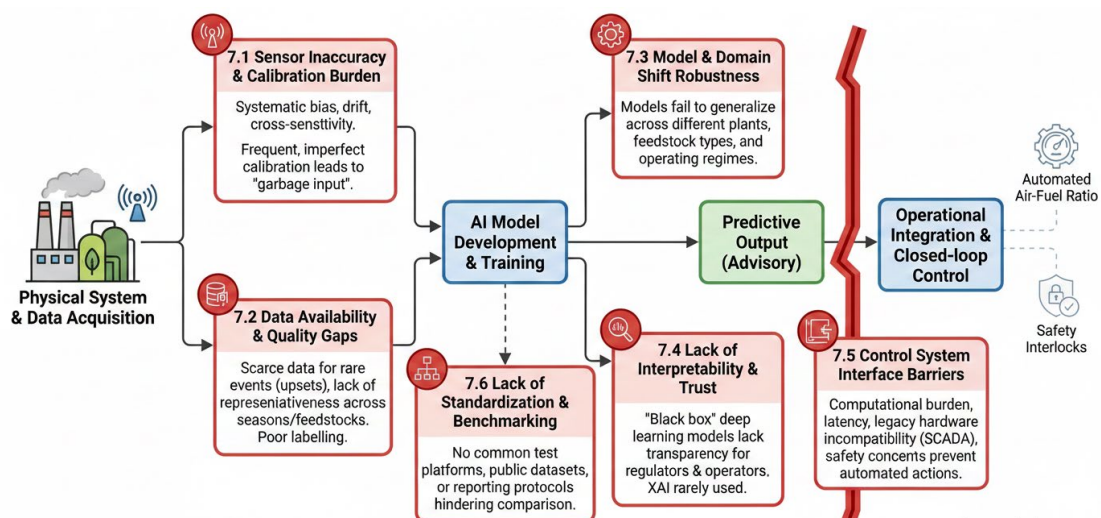 7.1 Sensor Inaccuracy
& Calibration Burden
Systematic bias, drift,
cross-sensttivity.
Frequent, imperfect
calibration leads to
"garbage input".
7.3 Model & Domain
Shift Robustness
Models fail to generalize
across different plants,
feedstock types, and
operating regimes.
Physical System
& Data Acquisition
AI Model
Development
& Training
Predictive
Output
(Advisory)
Operational
Integration &
Closed-loop
Control
Automated
Air-Fuel Ratio
Safety
Interlocks
7.2 Data Availability
& Quality Gaps
Scarce data for rare
events (upsets), lack of
represeniativeness across
seasons/feedstocks.
Poor labelling.
7.6 Lack of
Standardization &
Benchmarking
No common test
platforms, public datasets,
or reporting protocols
hindering comparison.
7.4 Lack of
Interpretability &
Trust
"Black box" deep
learning models lack
transparency for
regulators & operators.
XAI rarely used.
7.5 Control System
Interface Barriers
Computational burden,
latency, legacy hardware
incompatibility (SCADA),
safety concents prevent
automated actions.